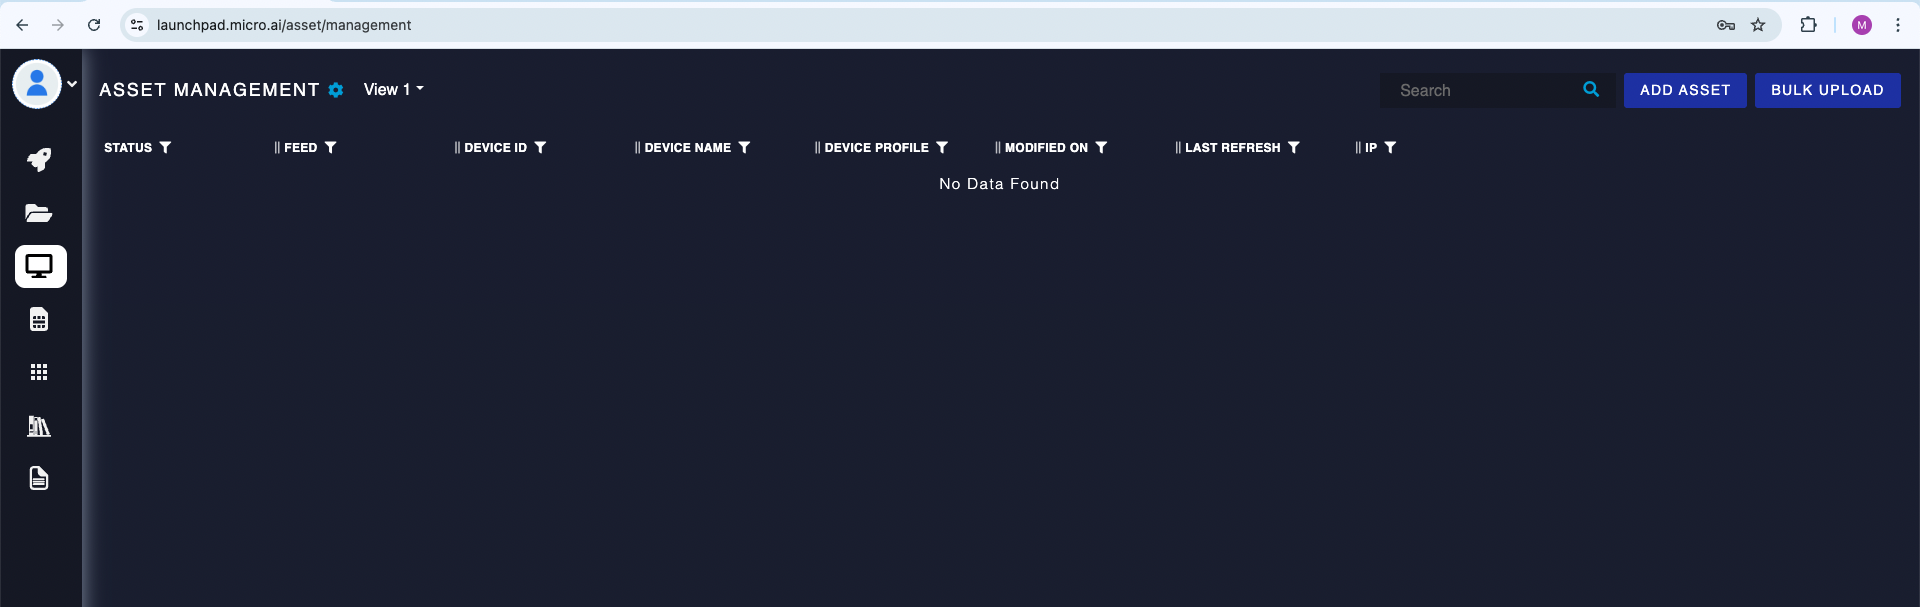 launchpad.micro.ai/asset/management
M
ASSET MANAGEMENT View 1
Search
ADD ASSET
BULK UPLOAD
STATUS FEED DEVICE ID DEVICE NAME DEVICE PROFILE MODIFIED ON LAST REFRESH IP
No Data Found